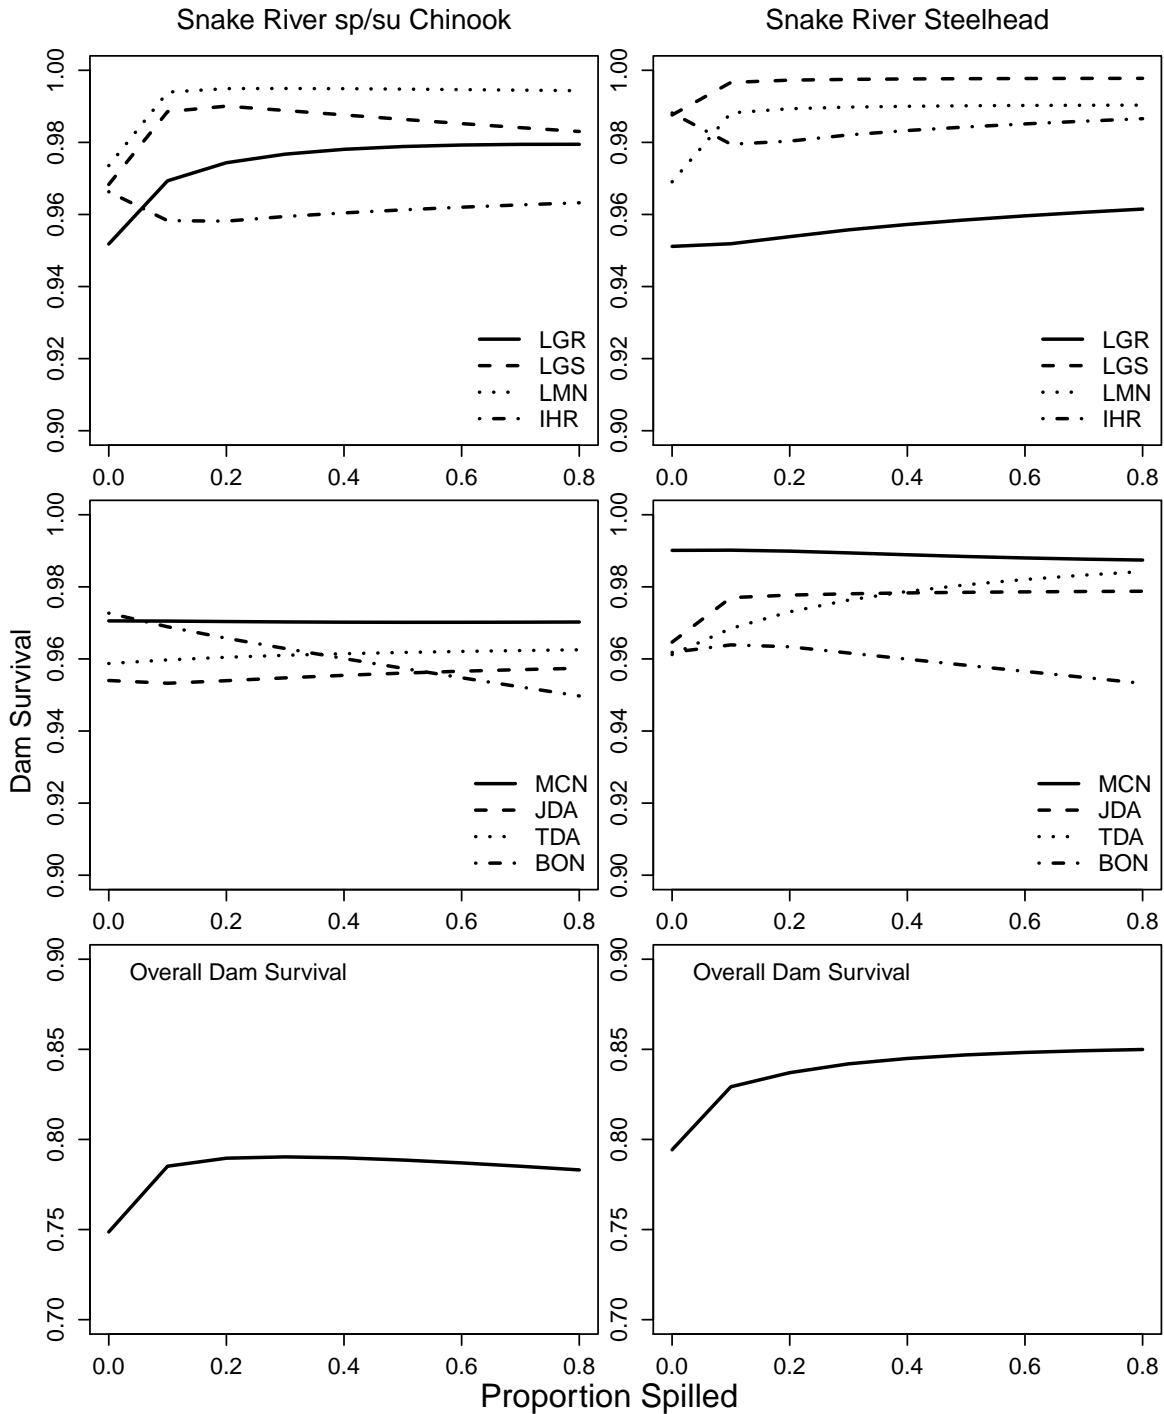 Snake River sp/su Chinook
Snake River Steelhead
1.00
0.98
0.96
0.94
0.92
0.90
LGR
LGS
LMN
IHR
0.0 0.2 0.4 0.6 0.8
1.00
0.98
0.96
0.94
0.92
0.90
LGR
LGS
LMN
IHR
0.0 0.2 0.4 0.6 0.8
Dam Survival
1.00
0.98
0.96
0.94
0.92
0.90
MCN
JDA
TDA
BON
0.0 0.2 0.4 0.6 0.8
1.00
0.98
0.96
0.94
0.92
0.90
MCN
JDA
TDA
BON
0.0 0.2 0.4 0.6 0.8
Overall Dam Survival
0.90
0.85
0.80
0.75
0.70
0.0 0.2 0.4 0.6 0.8
Overall Dam Survival
0.90
0.85
0.80
0.75
0.70
0.0 0.2 0.4 0.6 0.8
Proportion Spilled